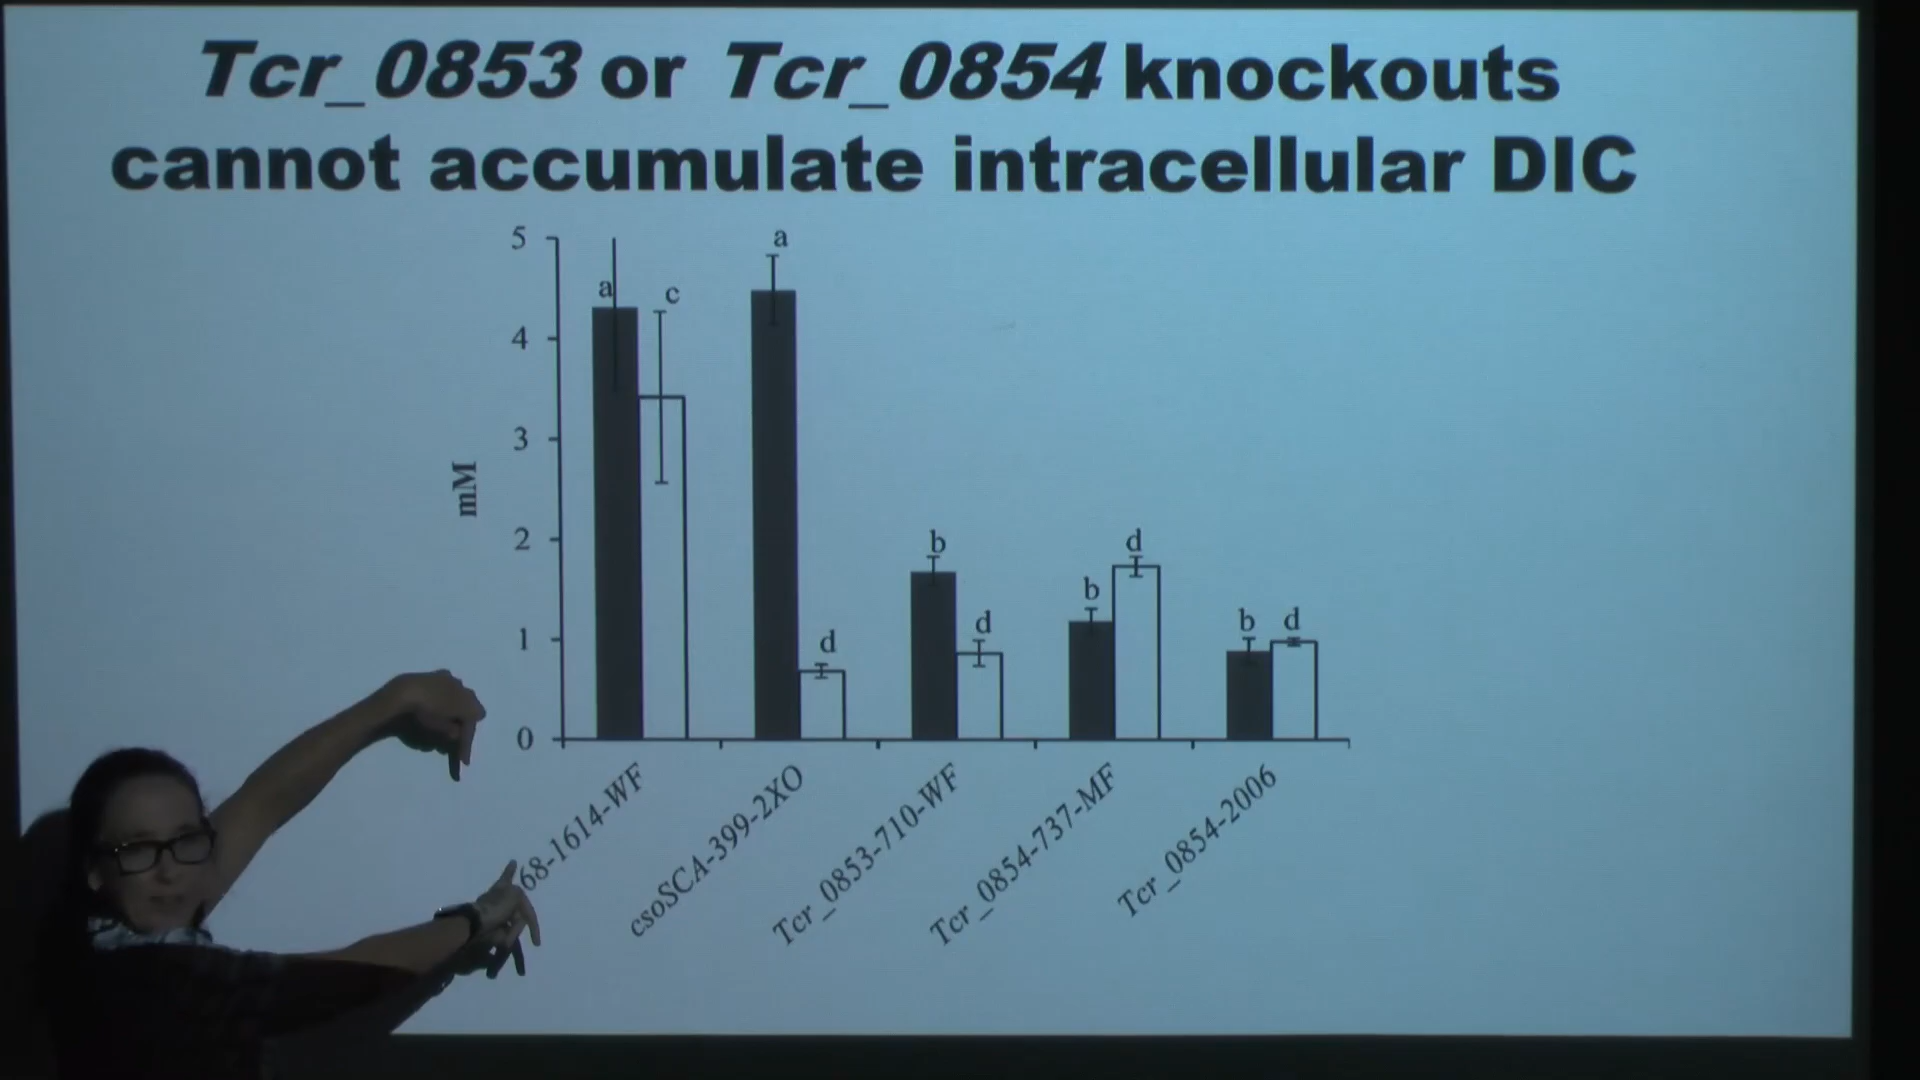 Tcr_0853 or Tcr_0854 knockouts
cannot accumulate intracellular DIC
mM
5
4
3
2
1
0
a
c
a
d
b
d
b
d
b
d
68-1614-WF
csoSCA-399-2XO
Tcr_0853-710-WF
Tcr_0854-737-MF
Tcr_0854-2006